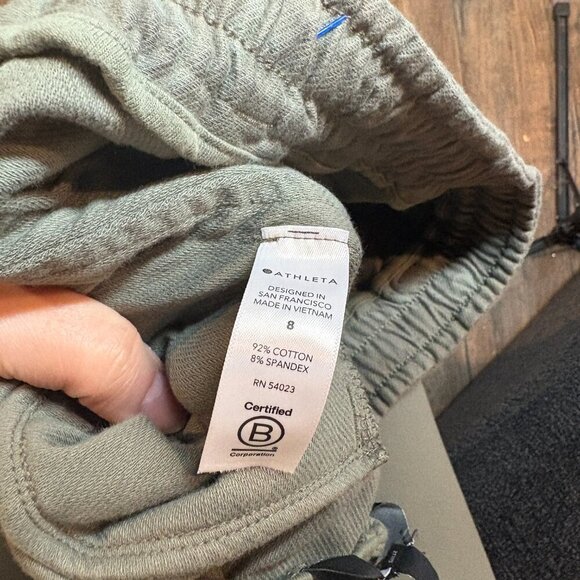 ATHLETA
DESIGNED IN
SAN FRANCISCO
MADE IN VIETNAM
8
92% COTTON
8% SPANDEX
RN 54023
Certified
B
Corporation